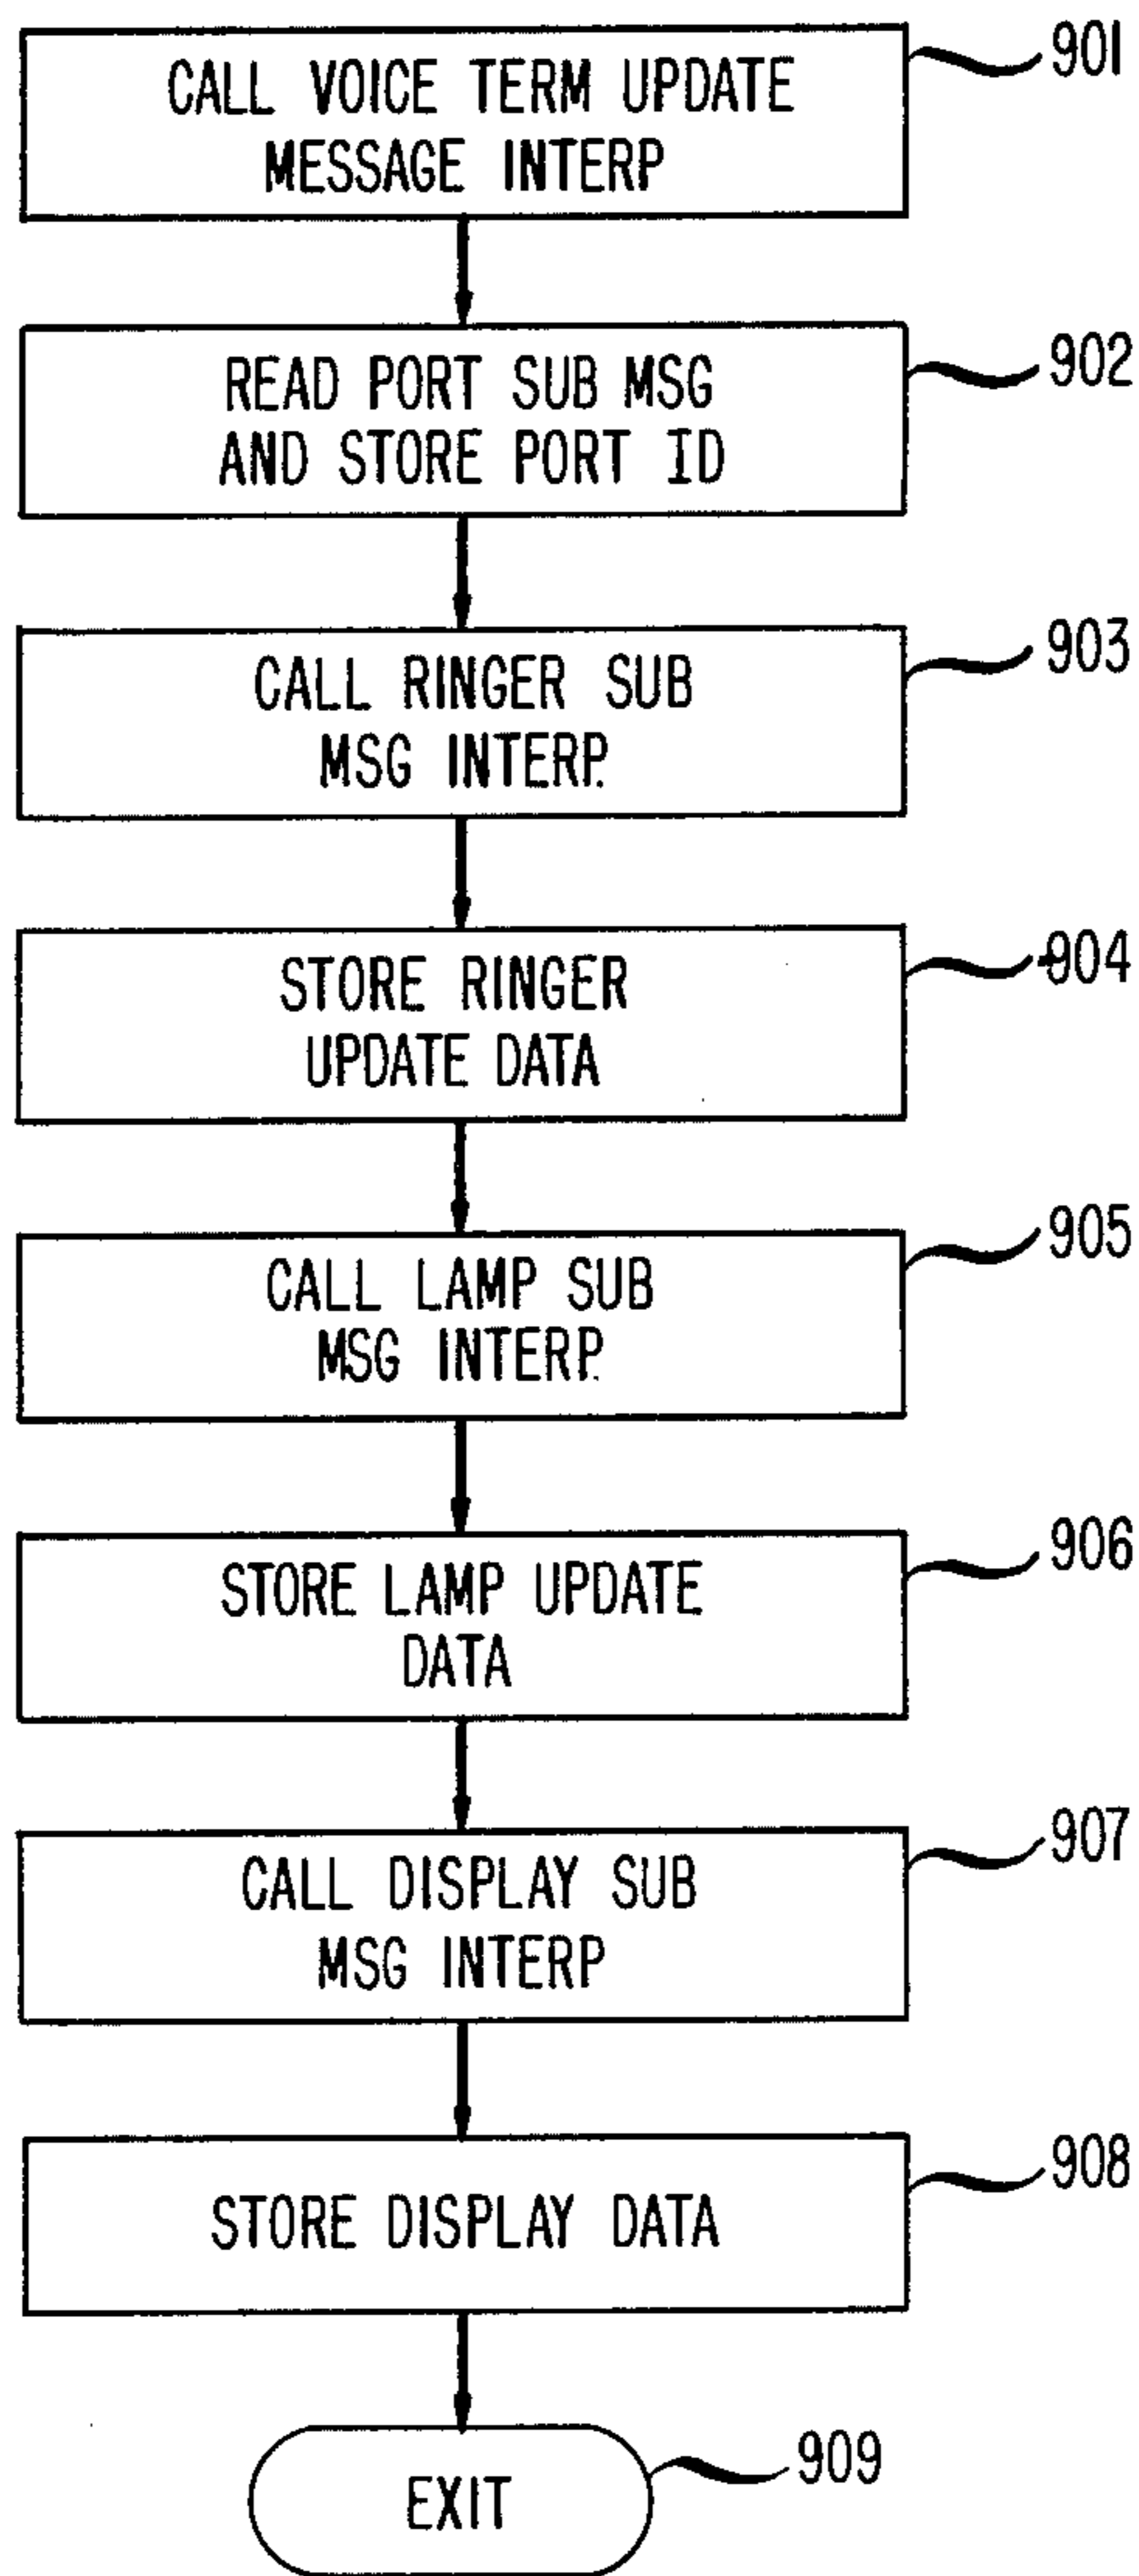 CALL VOICE TERM UPDATE
MESSAGE INTERP
901
READ PORT SUB MSG
AND STORE PORT ID
902
CALL RINGER SUB
MSG INTERP.
903
STORE RINGER
UPDATE DATA
904
CALL LAMP SUB
MSG INTERP.
905
STORE LAMP UPDATE
DATA
906
CALL DISPLAY SUB
MSG INTERP
907
STORE DISPLAY DATA
908
EXIT
909